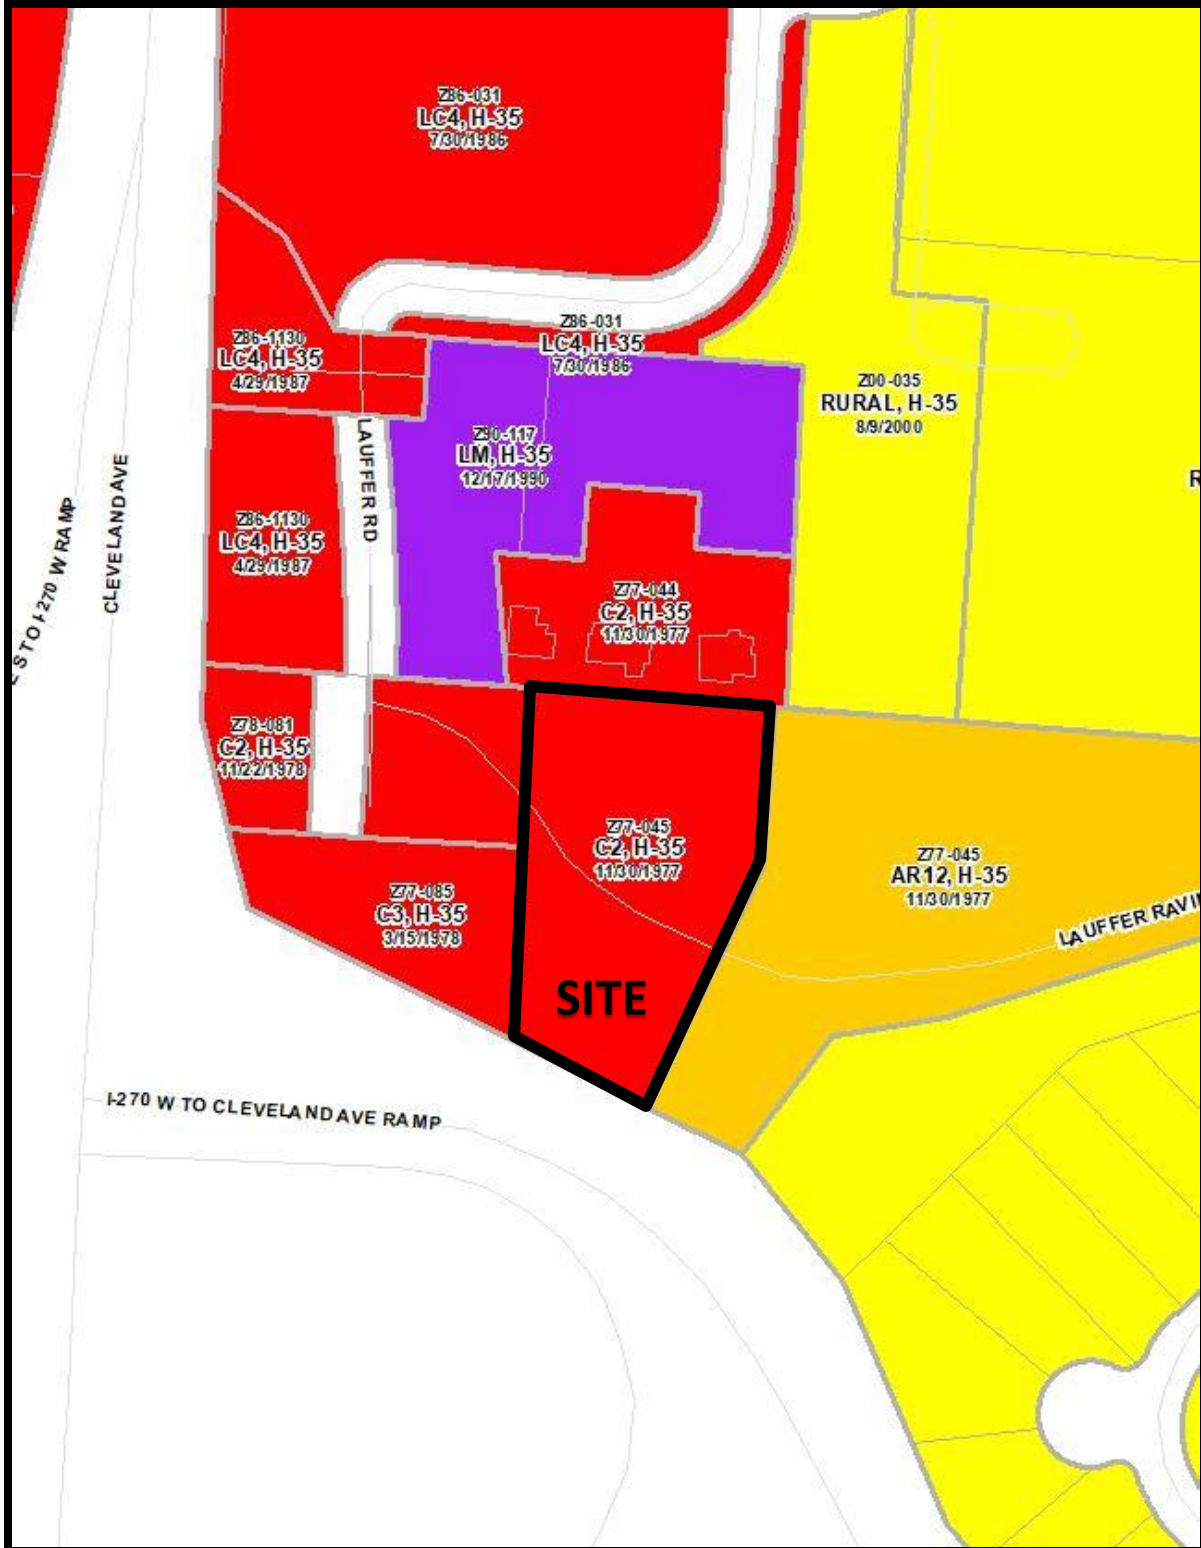 Z86-031
LC4, H-35
7/30/1986
Z86-031
LC4, H-35
7/30/1986
Z86-1130
LC4, H-35
4/29/1987
Z00-035
RURAL, H-35
8/9/2000
R
LAUFFER RD
Z90-117
LM, H-35
12/17/1990
CLEVELAND AVE
S TO I-270 W RAMP
Z86-1130
LC4, H-35
4/29/1987
Z77-044
C2, H-35
11/30/1977
Z78-081
C2, H-35
11/22/1978
Z77-045
C2, H-35
11/30/1977
Z77-045
AR12, H-35
11/30/1977
Z77-085
C3, H-35
3/15/1978
LAUFFER RAVIN
SITE
I-270 W TO CLEVELAND AVE RAMP